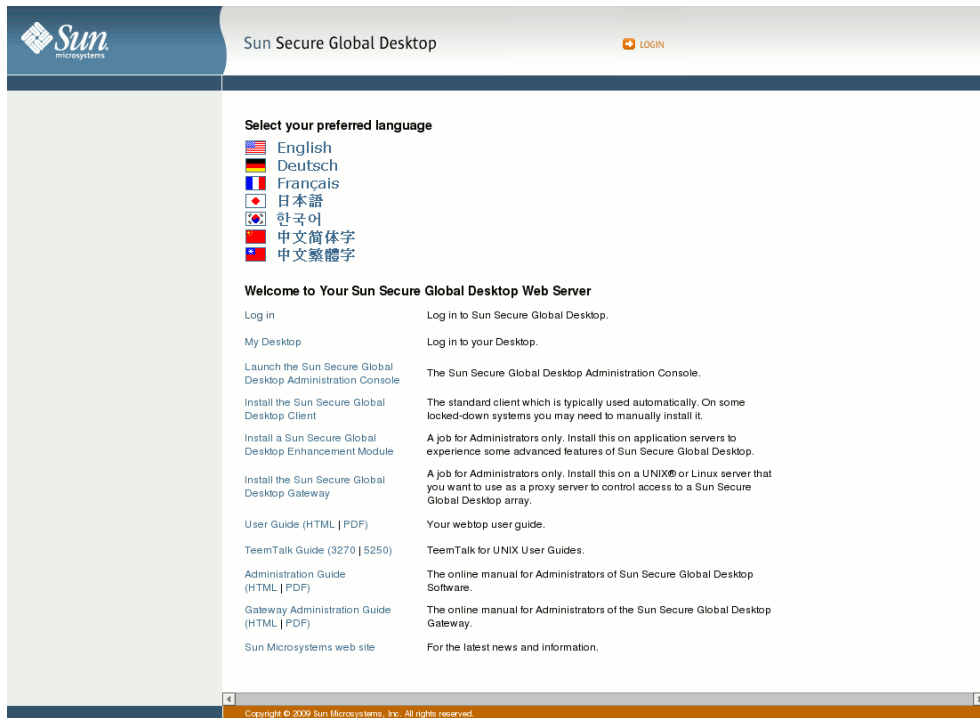 Sun
microsystems
Sun Secure Global Desktop
LOGIN
Select your preferred language
English
Deutsch
Français
日本語
한국어
中文简体字
中文繁體字
Welcome to Your Sun Secure Global Desktop Web Server
Log in
Log in to Sun Secure Global Desktop.
My Desktop
Log in to your Desktop.
Launch the Sun Secure Global
Desktop Administration Console
The Sun Secure Global Desktop Administration Console.
Install the Sun Secure Global
Desktop Client
The standard client which is typically used automatically. On some
locked-down systems you may need to manually install it.
Install a Sun Secure Global
Desktop Enhancement Module
A job for Administrators only. Install this on application servers to
experience some advanced features of Sun Secure Global Desktop.
Install the Sun Secure Global
Desktop Gateway
A job for Administrators only. Install this on a UNIX® or Linux server that
you want to use as a proxy server to control access to a Sun Secure
Global Desktop array.
User Guide (HTML | PDF)
Your webtop user guide.
TeemTalk Guide (3270 | 5250)
TeemTalk for UNIX User Guides.
Administration Guide
(HTML | PDF)
The online manual for Administrators of Sun Secure Global Desktop
Software.
Gateway Administration Guide
(HTML | PDF)
The online manual for Administrators of the Sun Secure Global Desktop
Gateway.
Sun Microsystems web site
For the latest news and information.
Copyright © 2009 Sun Microsystems, Inc. All rights reserved.